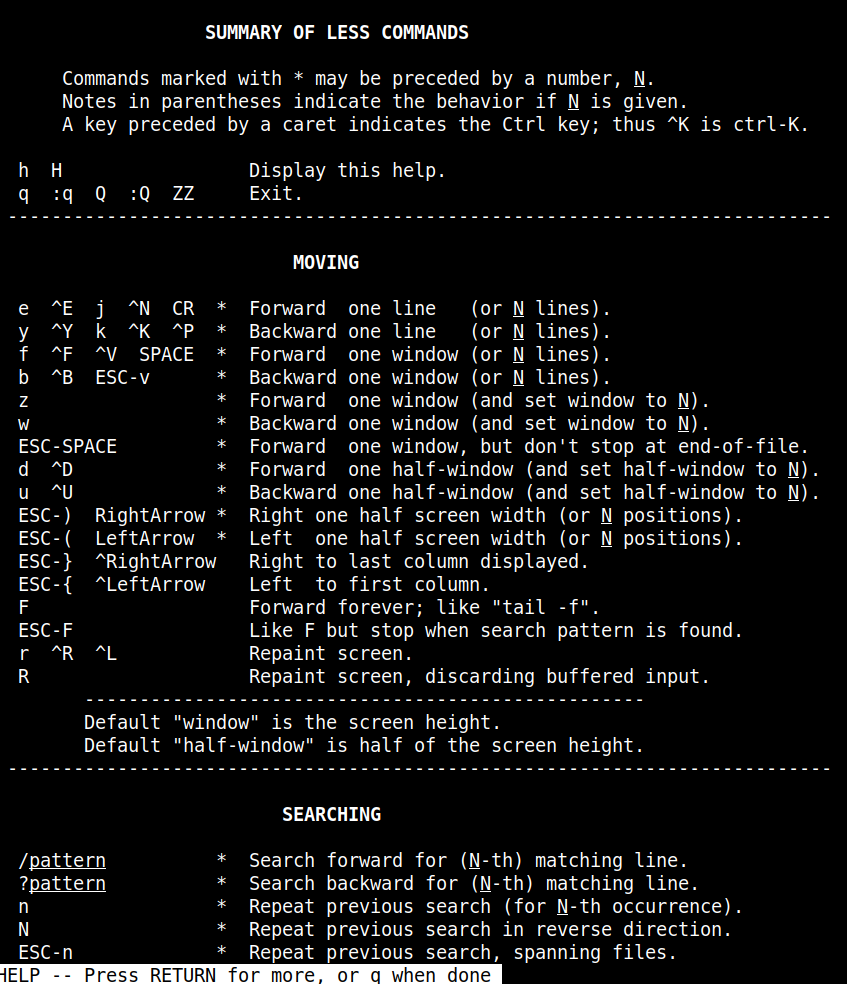 SUMMARY OF LESS COMMANDS
Commands marked with * may be preceded by a number, N.
Notes in parentheses indicate the behavior if N is given.
A key preceded by a caret indicates the Ctrl key; thus ^K is ctrl-K.
h  H                 Display this help.
q  :q  Q  :Q  ZZ     Exit.
---------------------------------------------------------------------------
MOVING
e  ^E  j  ^N  CR  *  Forward  one line   (or N lines).
y  ^Y  k  ^K  ^P  *  Backward one line   (or N lines).
f  ^F  ^V  SPACE  *  Forward  one window (or N lines).
b  ^B  ESC-v      *  Backward one window (or N lines).
z                 *  Forward  one window (and set window to N).
w                 *  Backward one window (and set window to N).
ESC-SPACE         *  Forward  one window, but don't stop at end-of-file.
d  ^D             *  Forward  one half-window (and set half-window to N).
u  ^U             *  Backward one half-window (and set half-window to N).
ESC-)  RightArrow *  Right one half screen width (or N positions).
ESC-(  LeftArrow  *  Left  one half screen width (or N positions).
ESC-}  ^RightArrow   Right to last column displayed.
ESC-{  ^LeftArrow    Left  to first column.
F                    Forward forever; like "tail -f".
ESC-F                Like F but stop when search pattern is found.
r  ^R  ^L            Repaint screen.
R                    Repaint screen, discarding buffered input.
---------------------------------------------------
Default "window" is the screen height.
Default "half-window" is half of the screen height.
---------------------------------------------------------------------------
SEARCHING
/pattern          *  Search forward for (N-th) matching line.
?pattern          *  Search backward for (N-th) matching line.
n                 *  Repeat previous search (for N-th occurrence).
N                 *  Repeat previous search in reverse direction.
ESC-n             *  Repeat previous search, spanning files.
HELP -- Press RETURN for more, or q when done